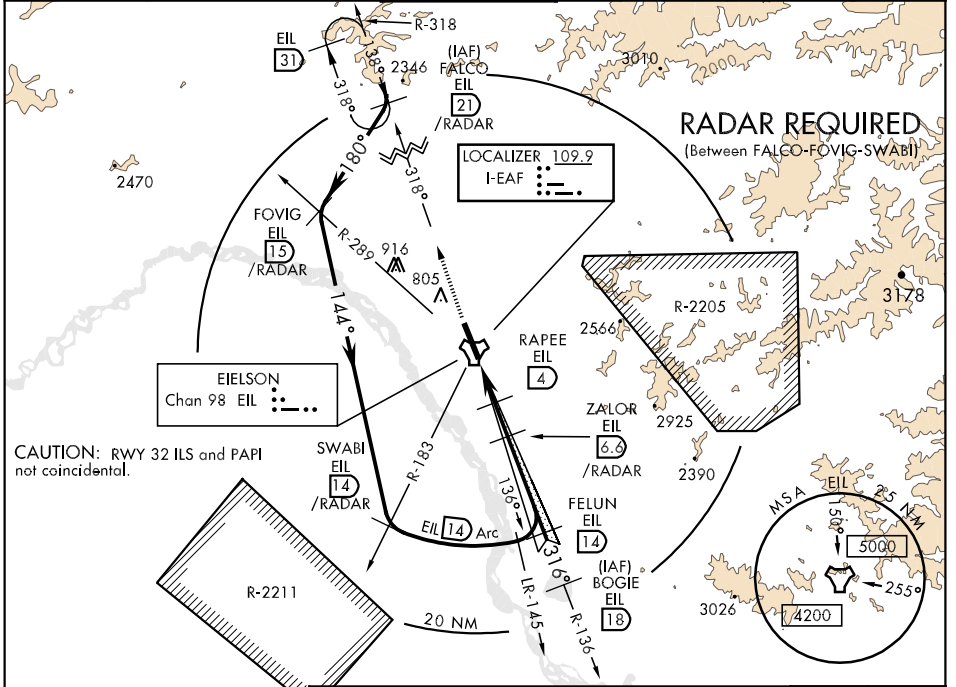 R-318
EIL
31
318°
38°
2346
(IAF)
FALCO
EIL
21
/RADAR
3010
2000
RADAR REQUIRED
(Between FALCO-FOVIG-SWABI)
180°
318°
LOCALIZER 109.9
I-EAF
2470
FOVIG
EIL
15
/RADAR
R-289
916
805
R-2205
3178
2566
144°
RAPEE
EIL
4
EIELSON
Chan 98 EIL
ZALOR
EIL
6.6
/RADAR
2925
2390
CAUTION: RWY 32 ILS and PAPI
not coincidental.
SWABI
EIL
14
/RADAR
R-183
136°
EIL 14 Arc
FELUN
EIL
14
316°
(IAF)
BOGIE
EIL
18
LR-145
R-136
R-2211
20 NM
3026
MSA EIL 25 NM
150°
5000
255°
4200